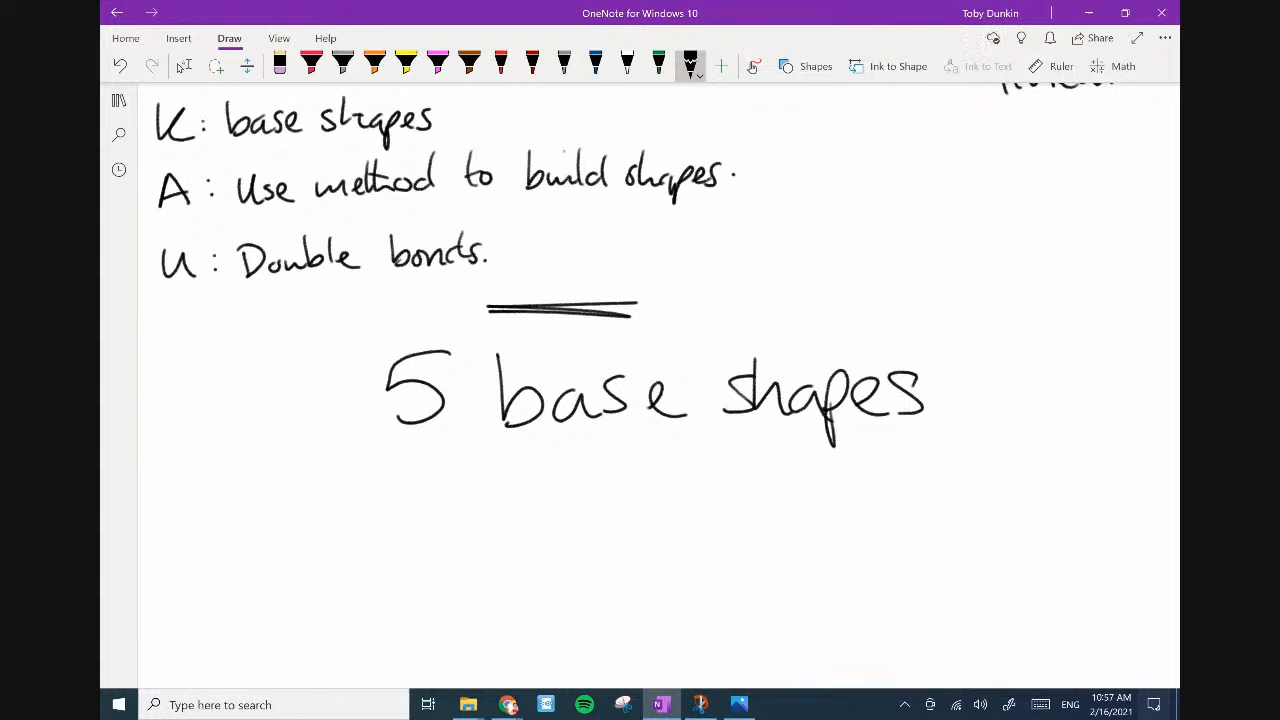 OneNote for Windows 10
Toby Dunkin
Home Insert Draw View Help
Share
Shapes Ink to Shape Ink to Text Ruler Math
K: base shapes
A: Use method to build shapes.
U: Double bonds.
5 base shapes
Type here to search
ENG
10:57 AM
2/16/2021